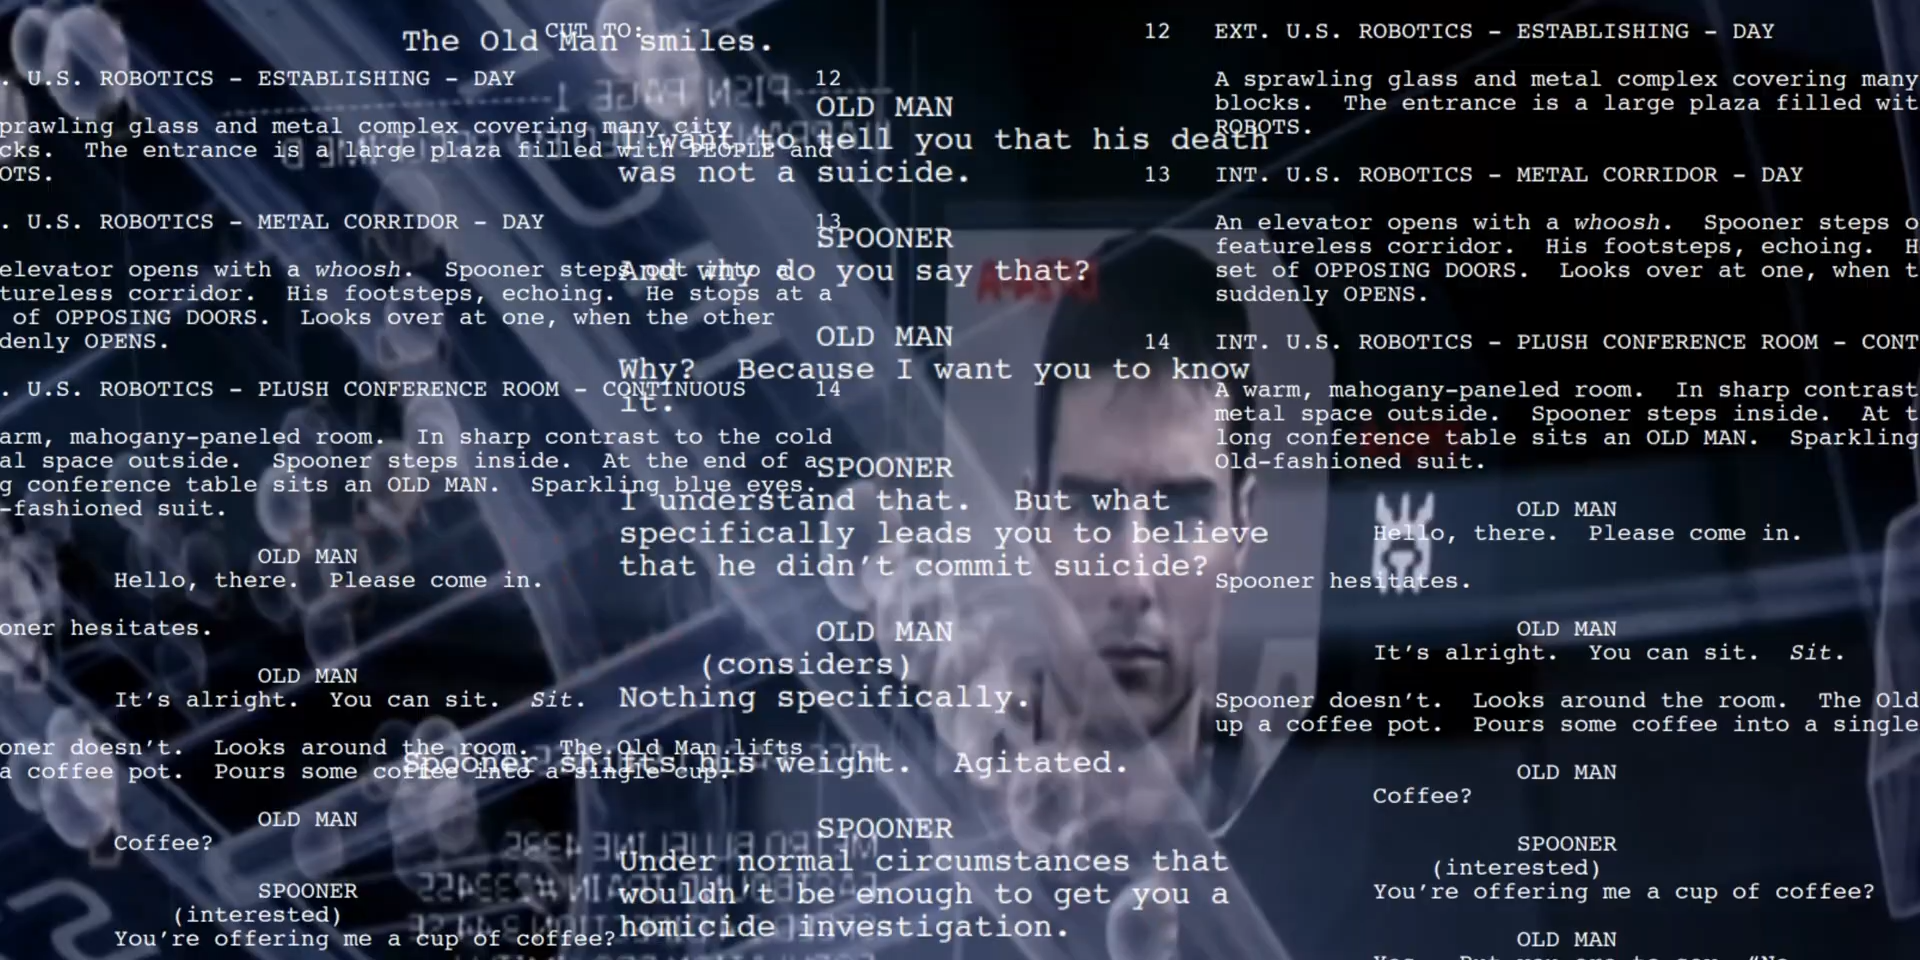 CUT TO:
. U.S. ROBOTICS – ESTABLISHING – DAY 12
prawling glass and metal complex covering many city
cks. The entrance is a large plaza filled with PEOPLE and
OTS.
. U.S. ROBOTICS – METAL CORRIDOR – DAY 13
elevator opens with a whoosh. Spooner steps out into a
tureless corridor. His footsteps, echoing. He stops at a
of OPPOSING DOORS. Looks over at one, when the other
denly OPENS.
. U.S. ROBOTICS – PLUSH CONFERENCE ROOM – CONTINUOUS 14
arm, mahogany-paneled room. In sharp contrast to the cold
al space outside. Spooner steps inside. At the end of a
g conference table sits an OLD MAN. Sparkling blue eyes.
-fashioned suit.
OLD MAN
Hello, there. Please come in.
oner hesitates.
OLD MAN
It's alright. You can sit. Sit.
oner doesn't. Looks around the room. The Old Man lifts
a coffee pot. Pours some coffee into a single cup.
OLD MAN
Coffee?
SPOONER
(interested)
You're offering me a cup of coffee?
The Old Man smiles.
OLD MAN
I want to tell you that his death
was not a suicide.
SPOONER
And why do you say that?
OLD MAN
Why? Because I want you to know
it.
SPOONER
I understand that. But what
specifically leads you to believe
that he didn't commit suicide?
OLD MAN
(considers)
Nothing specifically.
Spooner shifts his weight. Agitated.
SPOONER
Under normal circumstances that
wouldn't be enough to get you a
homicide investigation.
12 EXT. U.S. ROBOTICS – ESTABLISHING – DAY
A sprawling glass and metal complex covering many
blocks. The entrance is a large plaza filled wit
ROBOTS.
13 INT. U.S. ROBOTICS – METAL CORRIDOR – DAY
An elevator opens with a whoosh. Spooner steps o
featureless corridor. His footsteps, echoing. H
set of OPPOSING DOORS. Looks over at one, when t
suddenly OPENS.
14 INT. U.S. ROBOTICS – PLUSH CONFERENCE ROOM – CONT
A warm, mahogany-paneled room. In sharp contrast
metal space outside. Spooner steps inside. At t
long conference table sits an OLD MAN. Sparkling
Old-fashioned suit.
OLD MAN
Hello, there. Please come in.
Spooner hesitates.
OLD MAN
It's alright. You can sit. Sit.
Spooner doesn't. Looks around the room. The Old
up a coffee pot. Pours some coffee into a single
OLD MAN
Coffee?
SPOONER
(interested)
You're offering me a cup of coffee?
OLD MAN